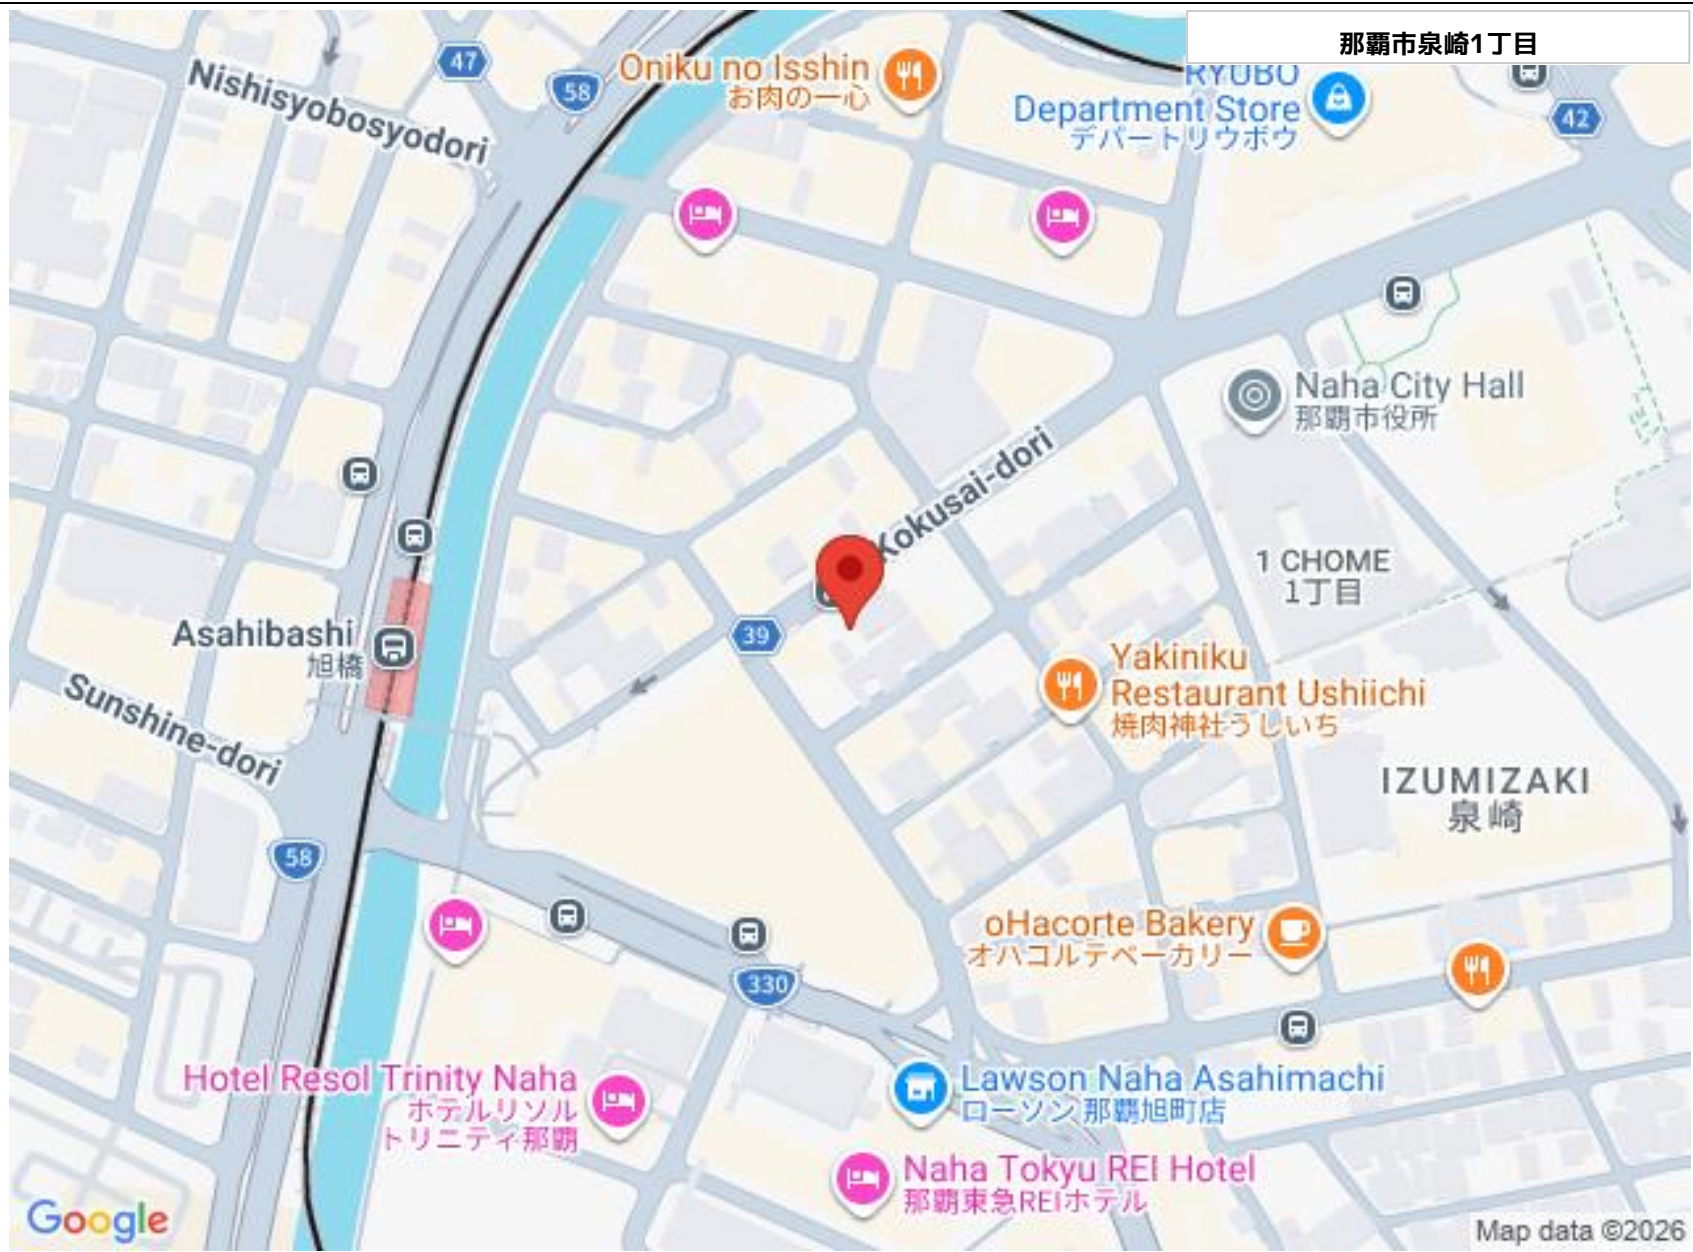 那覇市泉崎1丁目
47
58
Nishisyobosyodori
Oniku no Isshin
お肉の一心
RYUBO
Department Store
デパートリウボウ
42
Naha City Hall
那覇市役所
Kokusai-dori
1 CHOME
1丁目
39
Asahibashi
旭橋
Sunshine-dori
Yakiniku
Restaurant Ushiichi
焼肉神社うしいち
IZUMIZAKI
泉崎
58
oHacorte Bakery
オハコルテベーカリー
330
Hotel Resol Trinity Naha
ホテルリソル
トリニティ那覇
Lawson Naha Asahimachi
ローソン 那覇旭町店
Naha Tokyu REI Hotel
那覇東急REIホテル
Google
Map data ©2026